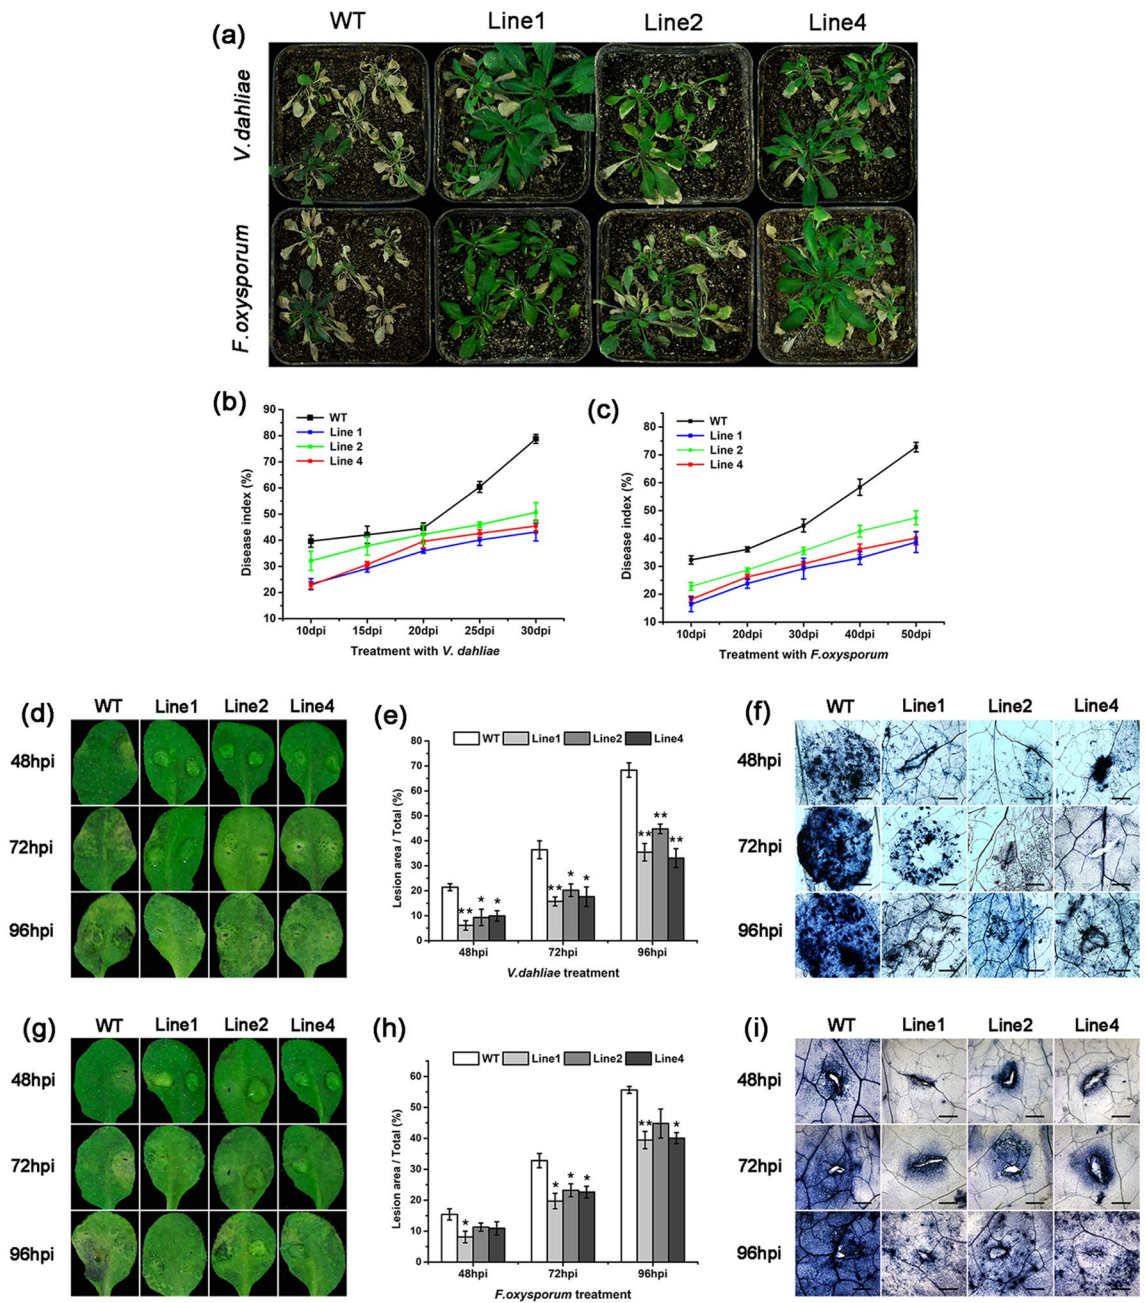 (a) WT Line1 Line2 Line4
V.dahliae
F.oxysporum
(b)
WT
Line 1
Line 2
Line 4
Disease index (%)
90
80
70
60
50
40
30
20
10
10dpi 15dpi 20dpi 25dpi 30dpi
Treatment with V. dahliae
(c)
WT
Line 1
Line 2
Line 4
Disease index (%)
80
70
60
50
40
30
20
10
10dpi 20dpi 30dpi 40dpi 50dpi
Treatment with F.oxysporum
(d) WT Line1 Line2 Line4
48hpi
72hpi
96hpi
(e)
WT Line1 Line2 Line4
Lesion area / Total (%)
80
70
60
50
40
30
20
10
0
** * *
** * *
** ** **
48hpi 72hpi 96hpi
V.dahliae treatment
(f) WT Line1 Line2 Line4
48hpi
72hpi
96hpi
(g) WT Line1 Line2 Line4
48hpi
72hpi
96hpi
(h)
WT Line1 Line2 Line4
Lesion area / Total (%)
60
50
40
30
20
10
0
*
* * *
** *
48hpi 72hpi 96hpi
F.oxysporum treatment
(i) WT Line1 Line2 Line4
48hpi
72hpi
96hpi